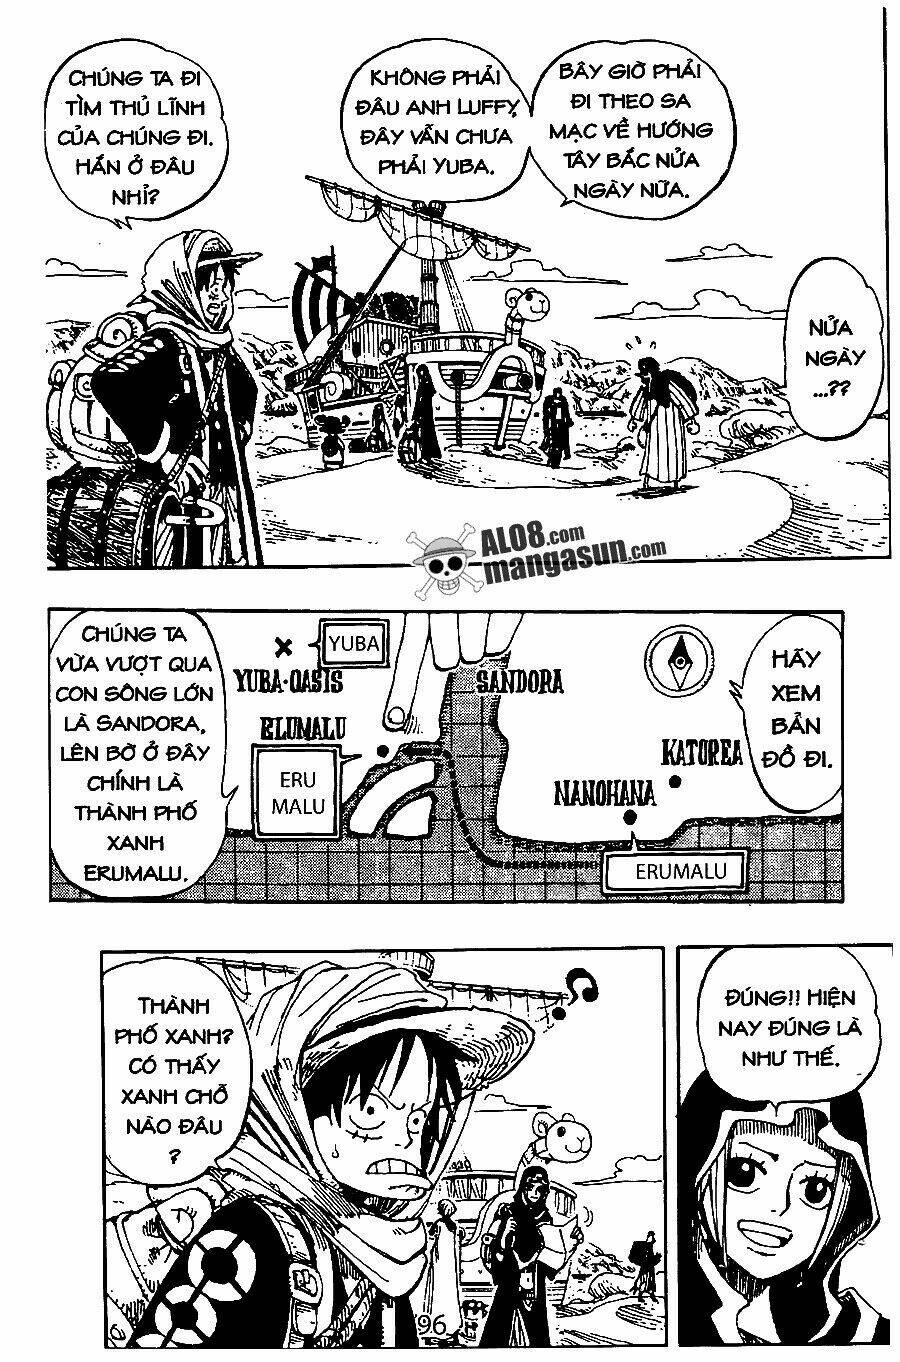 CHÚNG TA ĐI
TÌM THỦ LĨNH
CỦA CHÚNG ĐI.
HẮN Ở ĐÂU
NHỈ?
KHÔNG PHẢI
ĐÂU ANH LUFFY,
ĐÂY VẪN CHƯA
PHẢI YUBA.
BÂY GIỜ PHẢI
ĐI THEO SA
MẠC VỀ HƯỚNG
TÂY BẮC NỬA
NGÀY NỮA.
NỬA
NGÀY
...??
ALO8.com
mangasun.com
CHÚNG TA
VỪA VƯỢT QUA
CON SÔNG LỚN
LÀ SANDORA,
LÊN BỜ Ở ĐÂY
CHÍNH LÀ
THÀNH PHỐ
XANH
ERUMALU.
YUBA
YUBA·OASIS
SANDORA
ELUMALU
ERU
MALU
KATOREA
NANOHANA
ERUMALU
HÃY
XEM
BẢN
ĐỒ ĐI.
THÀNH
PHỐ XANH?
CÓ THẤY
XANH CHỖ
NÀO ĐÂU
?
?
ĐÚNG!! HIỆN
NAY ĐÚNG LÀ
NHƯ THẾ.
96